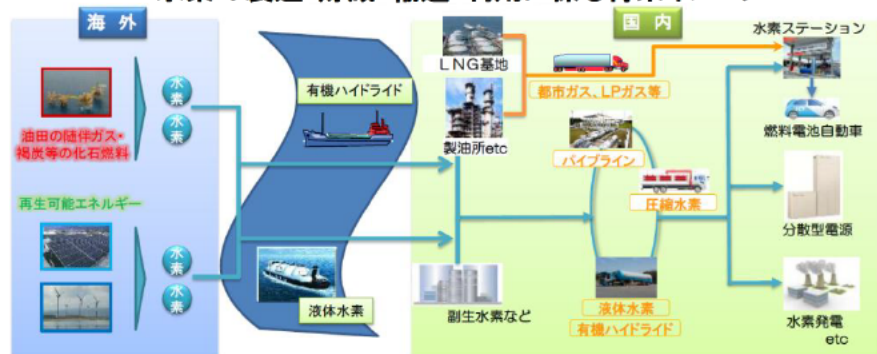 海 外
国 内
水素
水素
油田の随伴ガス・
褐炭等の化石燃料
再生可能エネルギー
水素
水素
有機ハイドライド
液体水素
LNG基地
製油所etc
都市ガス、LPガス等
パイプライン
圧縮水素
副生水素など
液体水素
有機ハイドライド
水素ステーション
燃料電池自動車
分散型電源
水素発電
etc